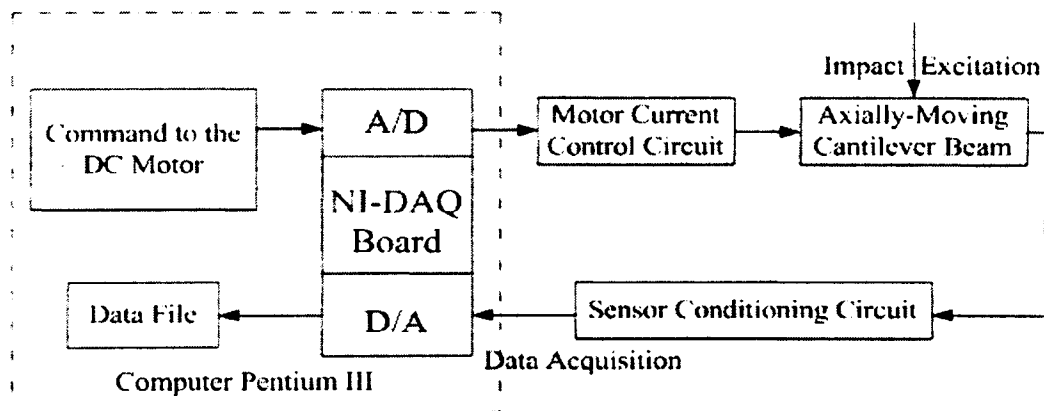 Impact Excitation
Command to the
DC Motor
A/D
Motor Current
Control Circuit
Axially-Moving
Cantilever Beam
NI-DAQ
Board
Data File
D/A
Sensor Conditioning Circuit
Data Acquisition
Computer Pentium III